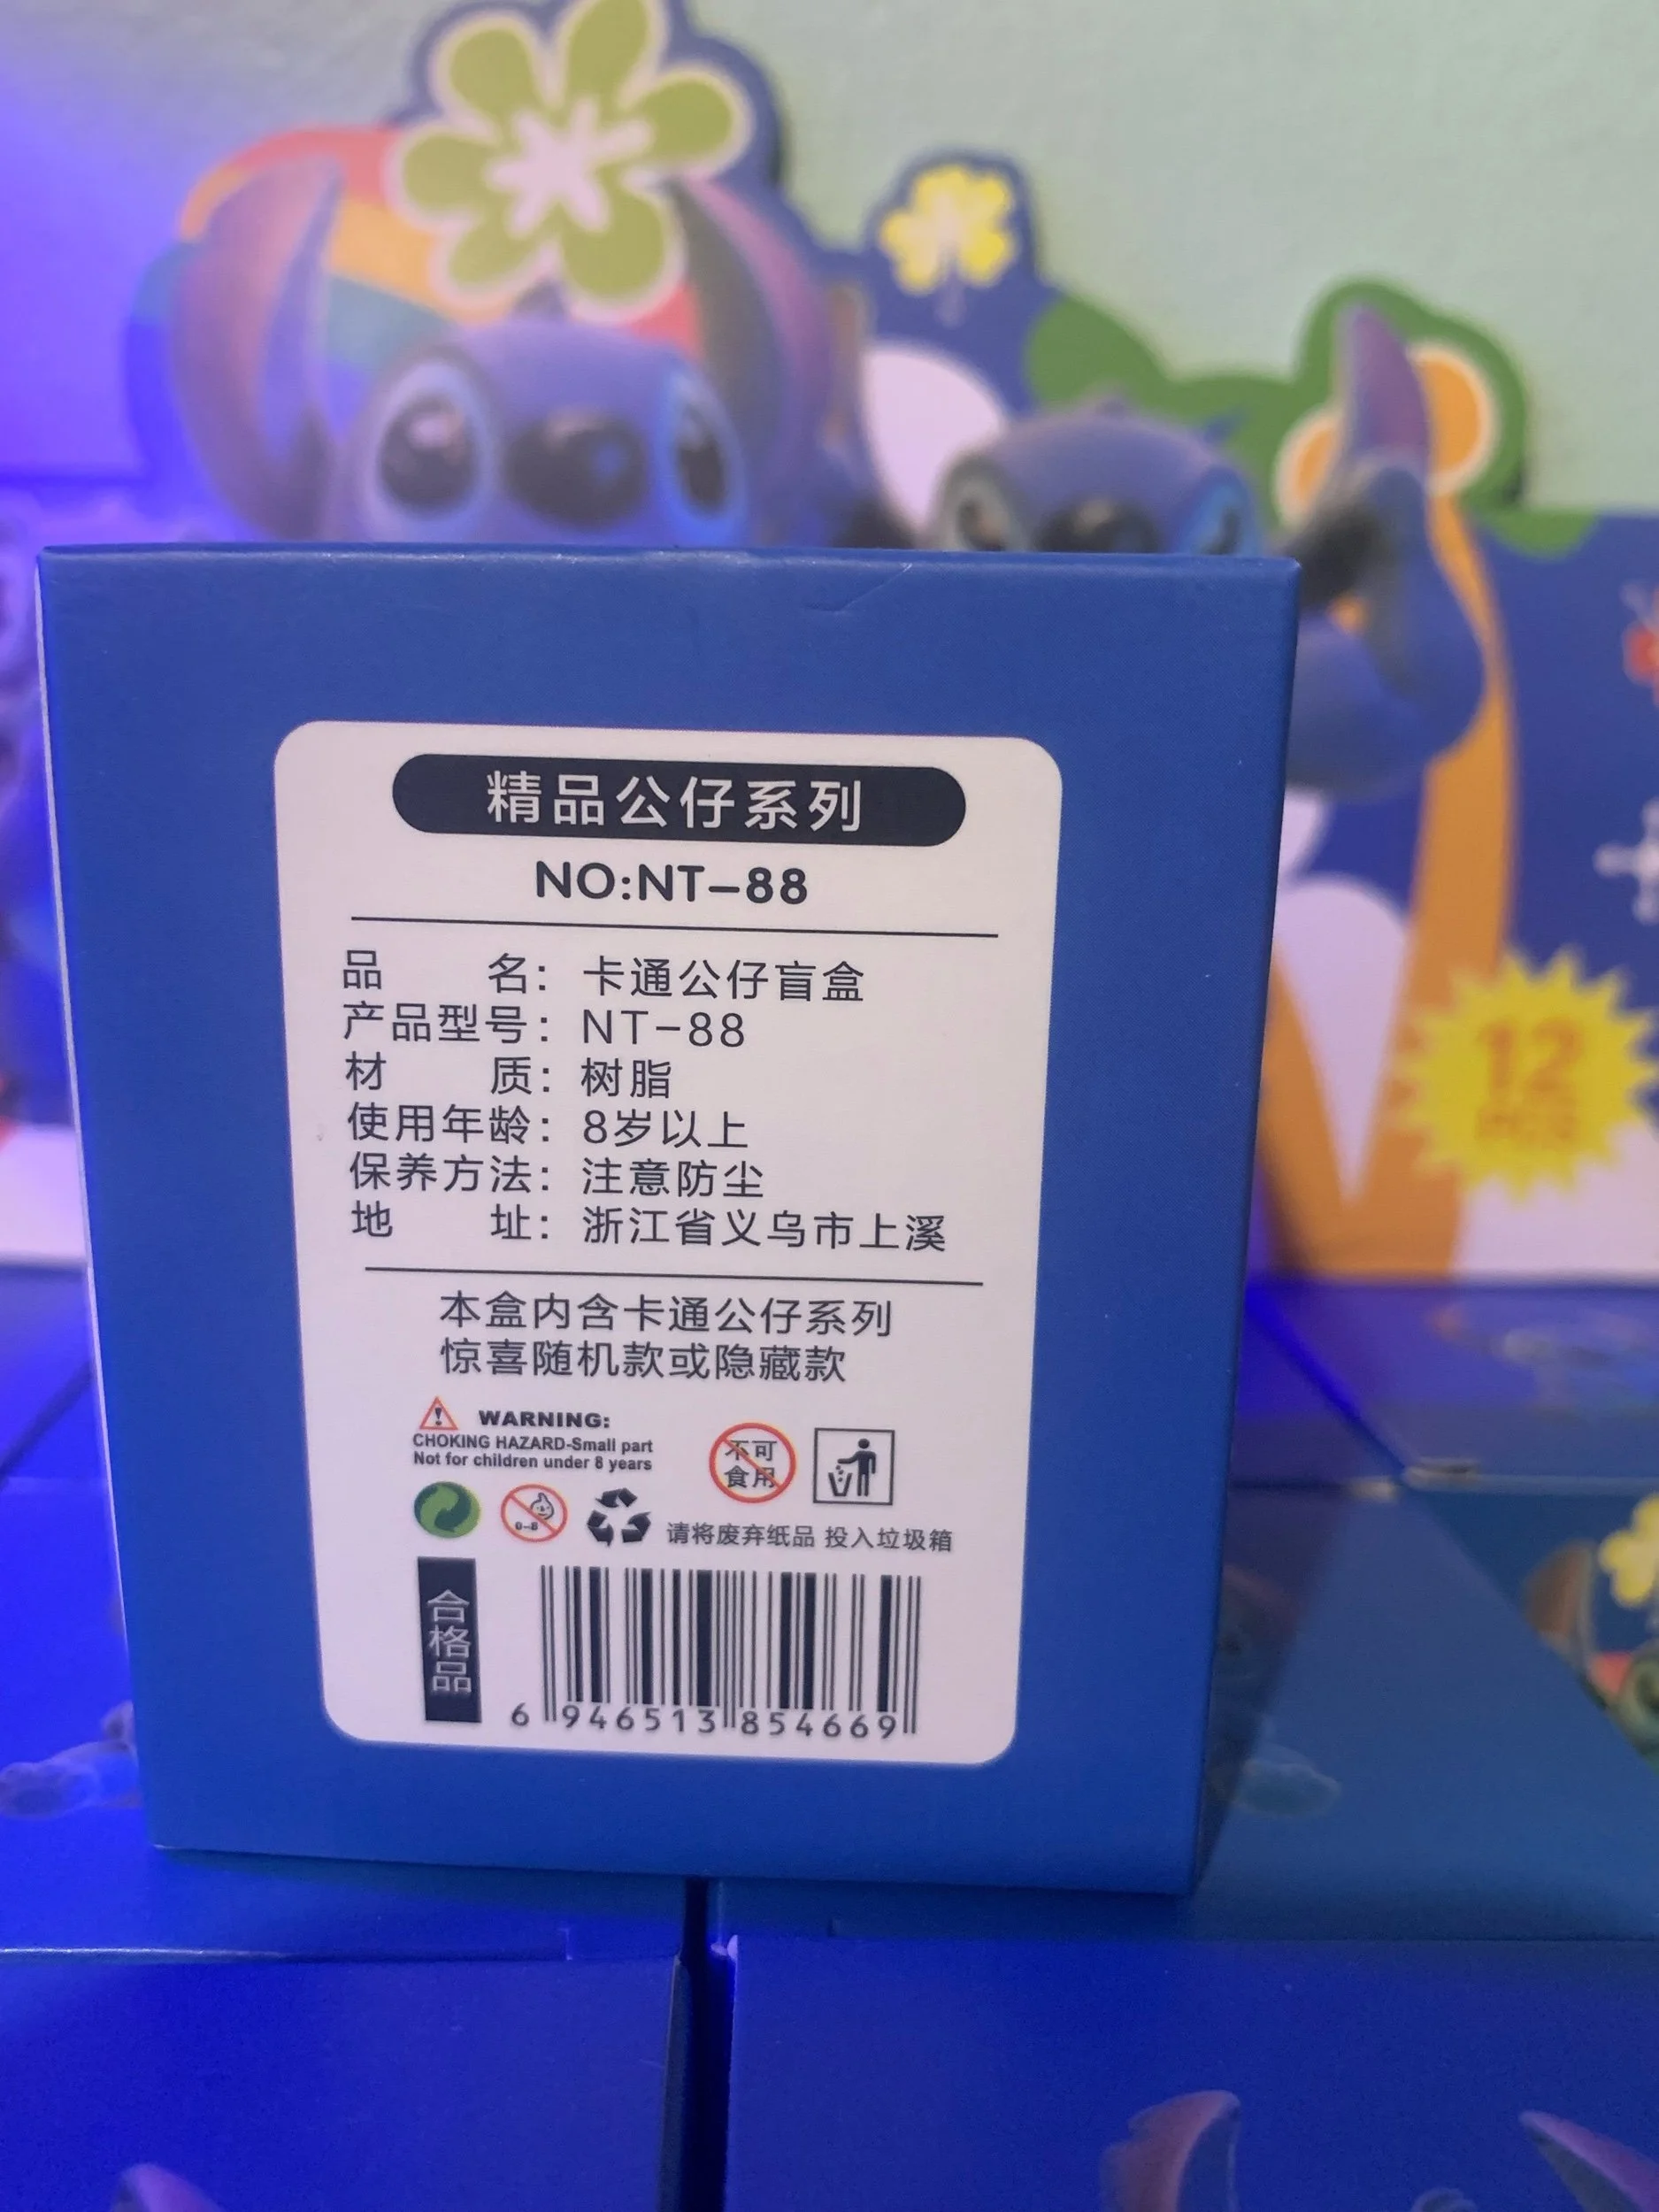 精品公仔系列
NO:NT-88
品 名：卡通公仔盲盒
产品型号：NT-88
材 质：树脂
使用年龄：8岁以上
保养方法：注意防尘
地 址：浙江省义乌市上溪
本盒内含卡通公仔系列
惊喜随机款或隐藏款
WARNING:
CHOKING HAZARD-Small part
Not for children under 8 years
不可
食用
0-8
请将废弃纸品 投入垃圾箱
合格品
6 946513 854669
12
PCS